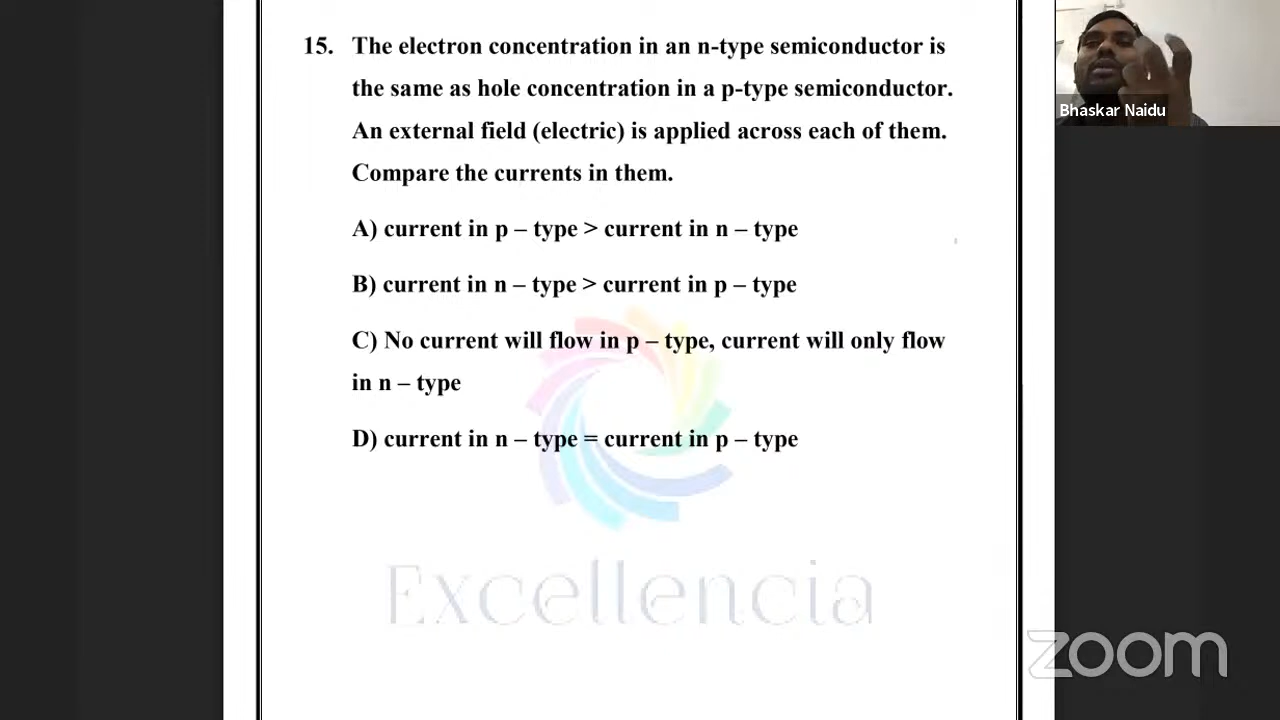 15. The electron concentration in an n-type semiconductor is
the same as hole concentration in a p-type semiconductor.
An external field (electric) is applied across each of them.
Compare the currents in them.
A) current in p – type > current in n – type
B) current in n – type > current in p – type
C) No current will flow in p – type, current will only flow
in n – type
D) current in n – type = current in p – type
Excellencia
Bhaskar Naidu
zoom